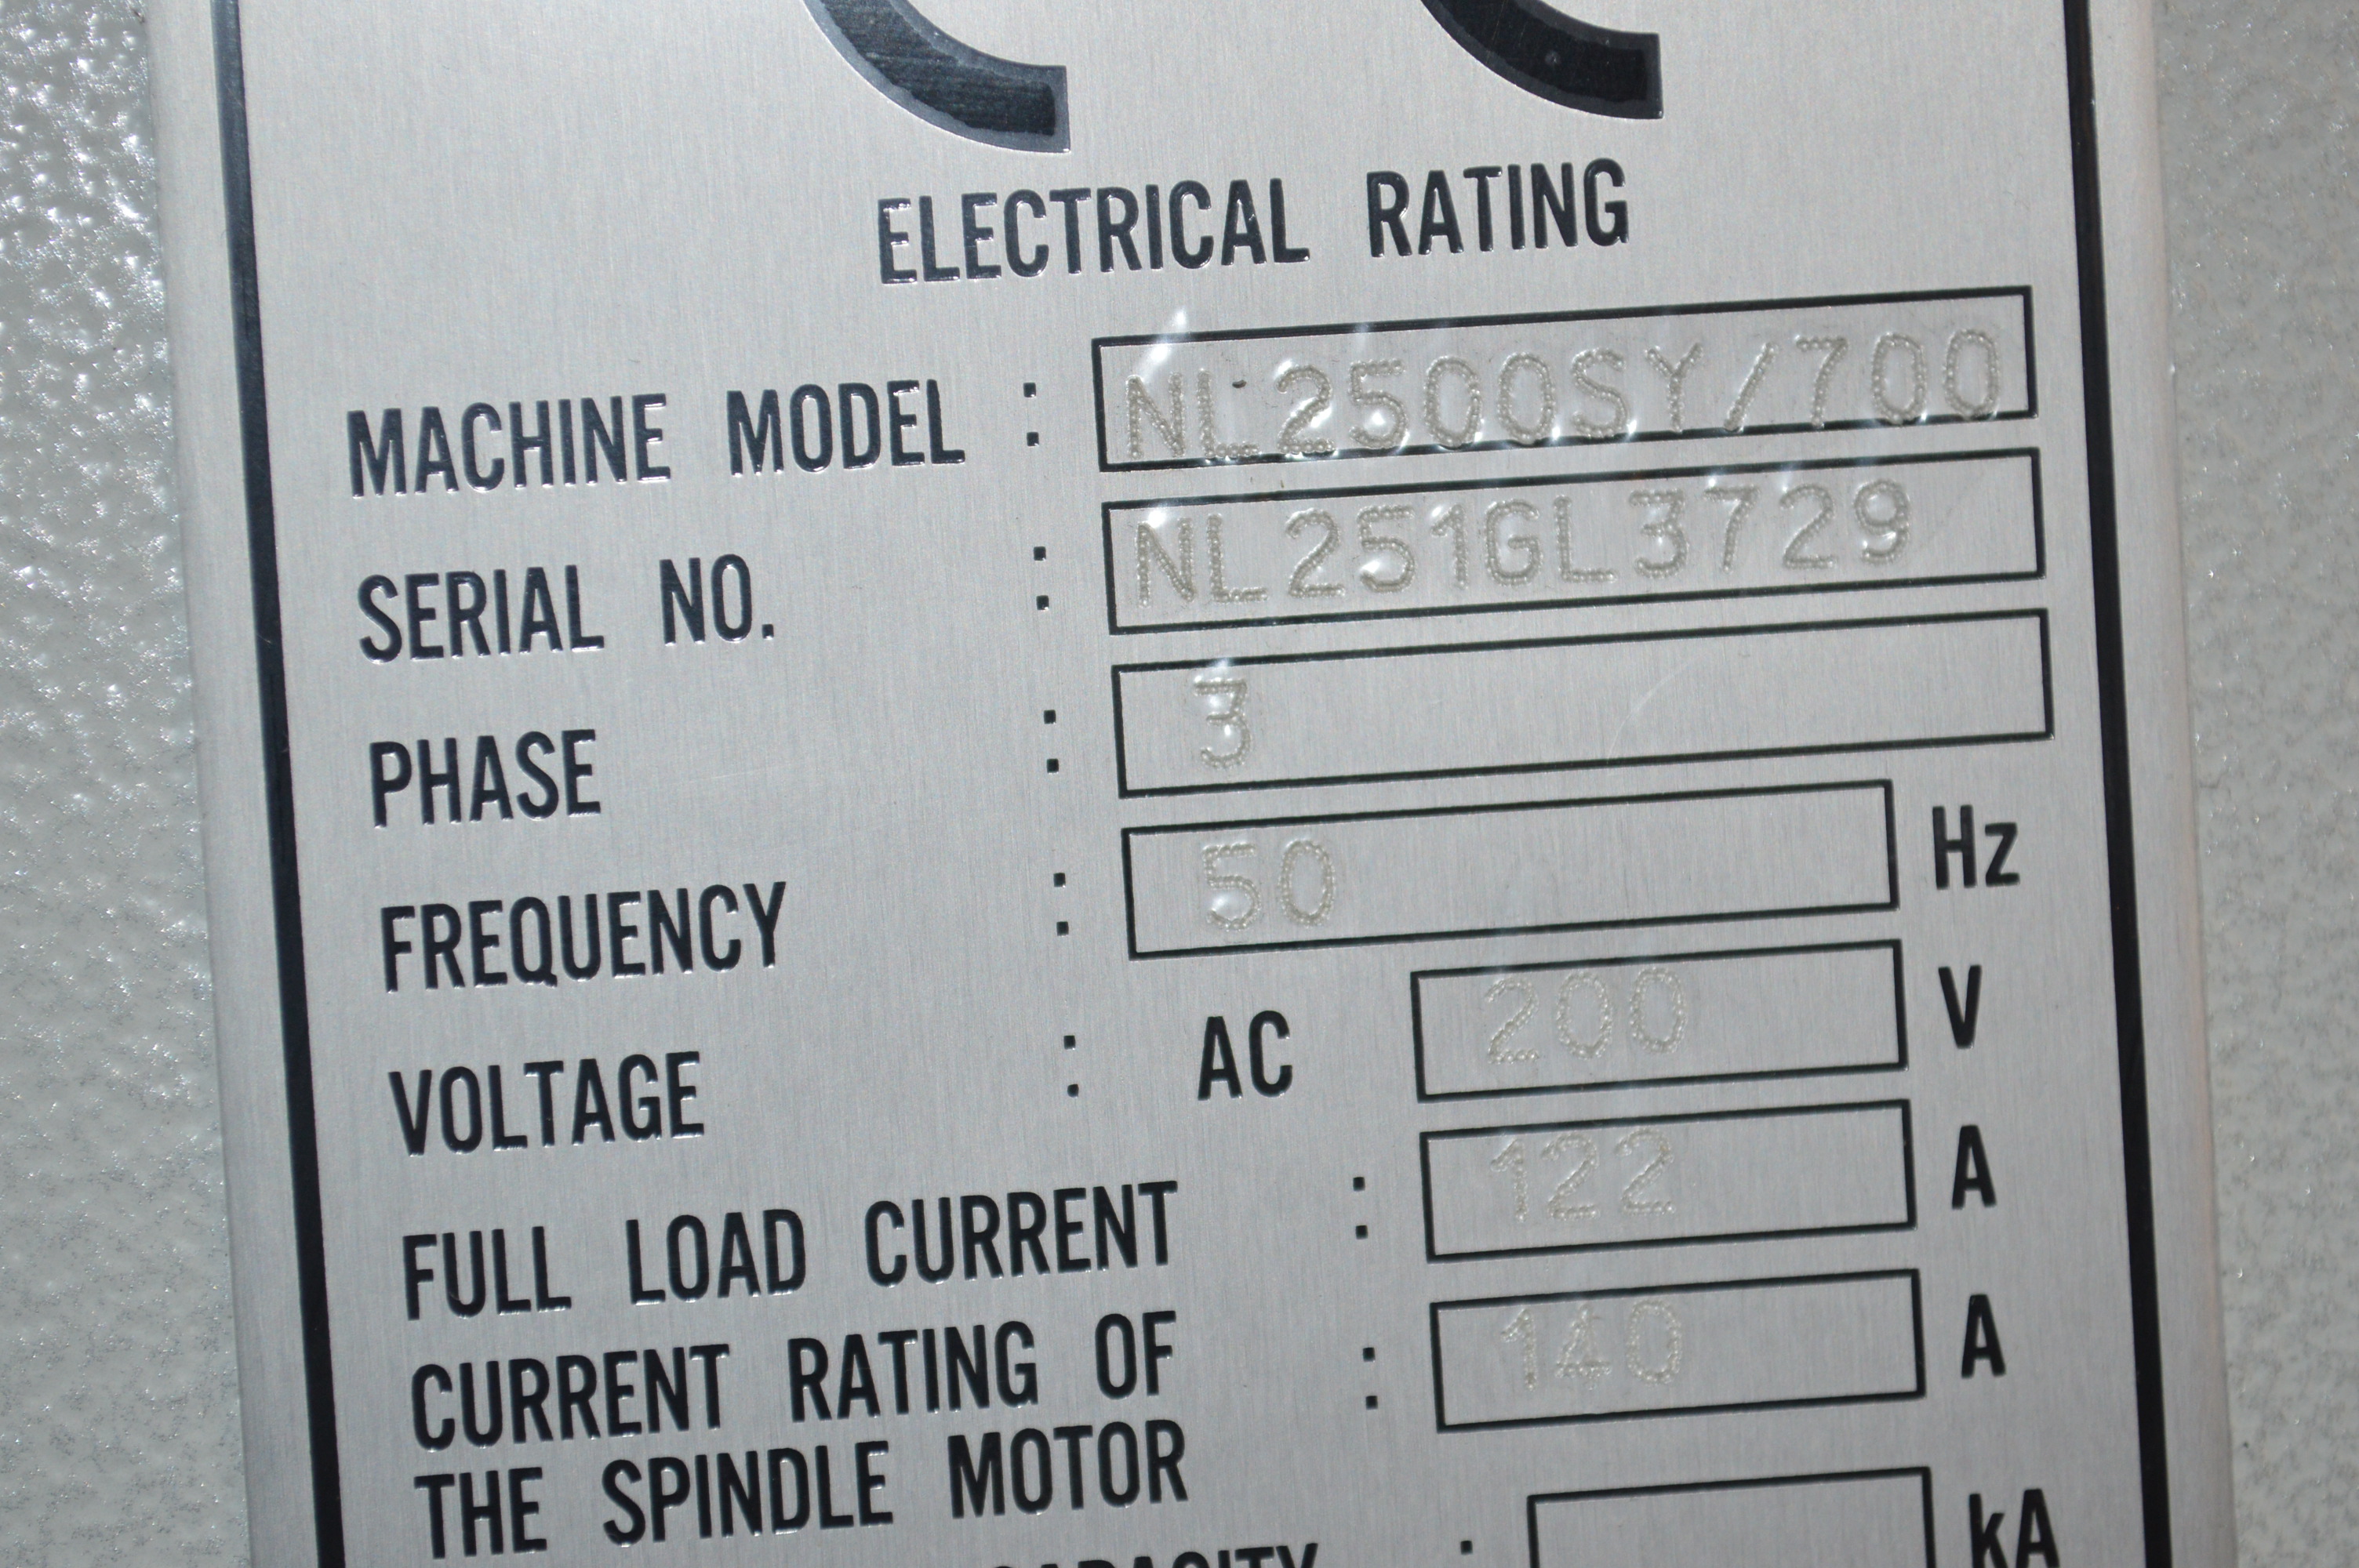 ELECTRICAL RATING
MACHINE MODEL : NL2500SY/700
SERIAL NO. : NL251GL3729
PHASE : 3
FREQUENCY : 50 Hz
VOLTAGE : AC 200 V
FULL LOAD CURRENT : 122 A
CURRENT RATING OF
THE SPINDLE MOTOR : 140 A
CAPACITY : kA